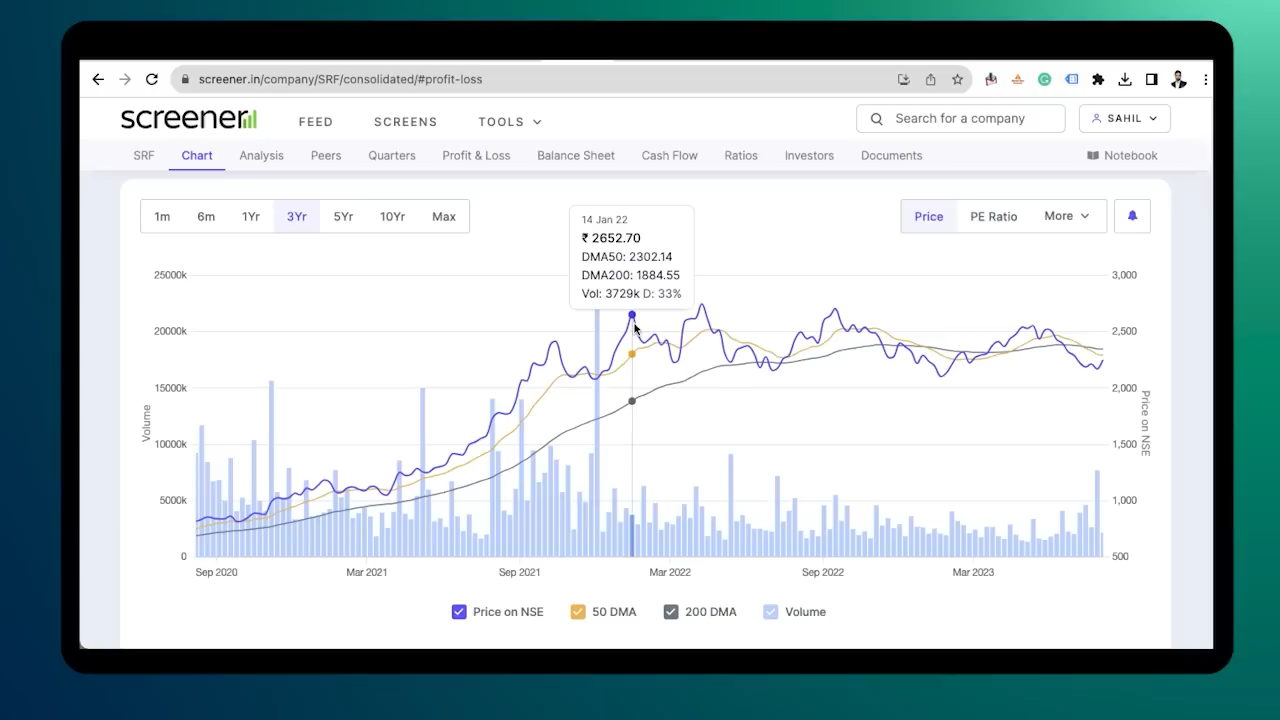 screener.in/company/SRF/consolidated/#profit-loss
screener FEED SCREENS TOOLS Search for a company SAHIL
SRF Chart Analysis Peers Quarters Profit & Loss Balance Sheet Cash Flow Ratios Investors Documents Notebook
1m 6m 1Yr 3Yr 5Yr 10Yr Max Price PE Ratio More
14 Jan 22
₹ 2652.70
DMA50: 2302.14
DMA200: 1884.55
Vol: 3729k D: 33%
25000k 3,000
20000k 2,500
15000k 2,000
Volume
Price on NSE
10000k 1,500
5000k 1,000
0 500
Sep 2020 Mar 2021 Sep 2021 Mar 2022 Sep 2022 Mar 2023
Price on NSE 50 DMA 200 DMA Volume